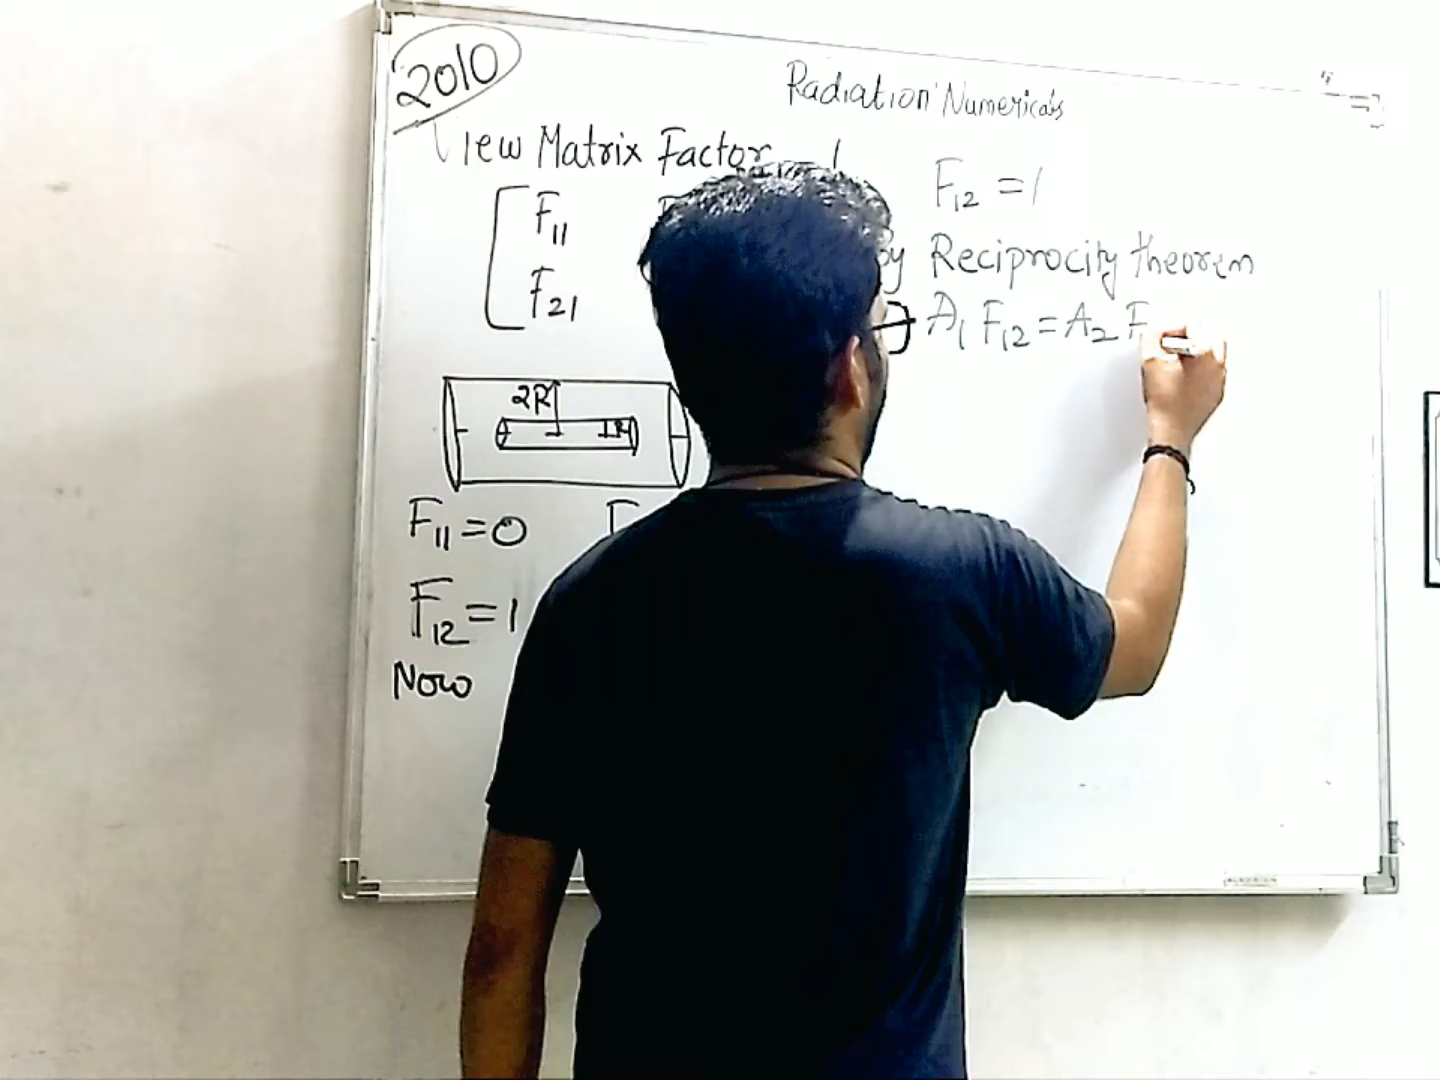 2010
Radiation Numericals
View Matrix Factor
F11
F21
2R
R
F11 = 0
F12 = 1
Now
F12 = 1
By Reciprocity theorem
A1 F12 = A2 F